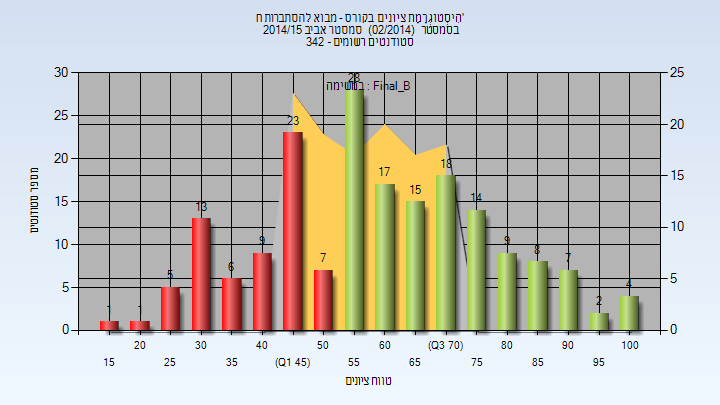 היסטוגרמת ציונים בקורס - מבוא להסתברות ח'
בסמסטר (02/2014) סמסטר אביב 2014/15
סטודנטים רשומים - 342
במשימה : Final_B
מספר סטודנטים
30 25 20 15 10 5 0
25 20 15 10 5 0
1 1 5 13 6 9 23 7 28 17 15 18 14 9 8 7 2 4
20 30 40 50 60 (Q3 70) 80 90 100
15 25 35 (Q1 45) 55 65 75 85 95
טווח ציונים